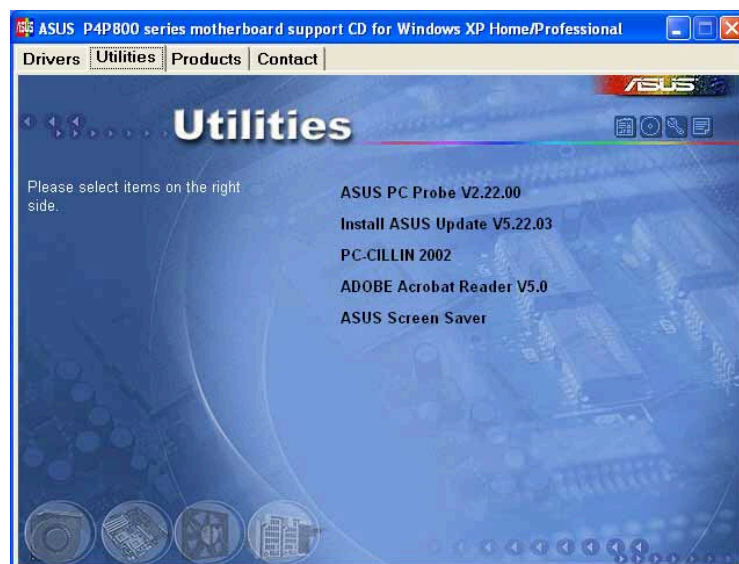 ASUS P4P800 series motherboard support CD for Windows XP Home/Professional
Drivers Utilities Products Contact
ASUS
Utilities
Please select items on the right
side.
ASUS PC Probe V2.22.00
Install ASUS Update V5.22.03
PC-CILLIN 2002
ADOBE Acrobat Reader V5.0
ASUS Screen Saver